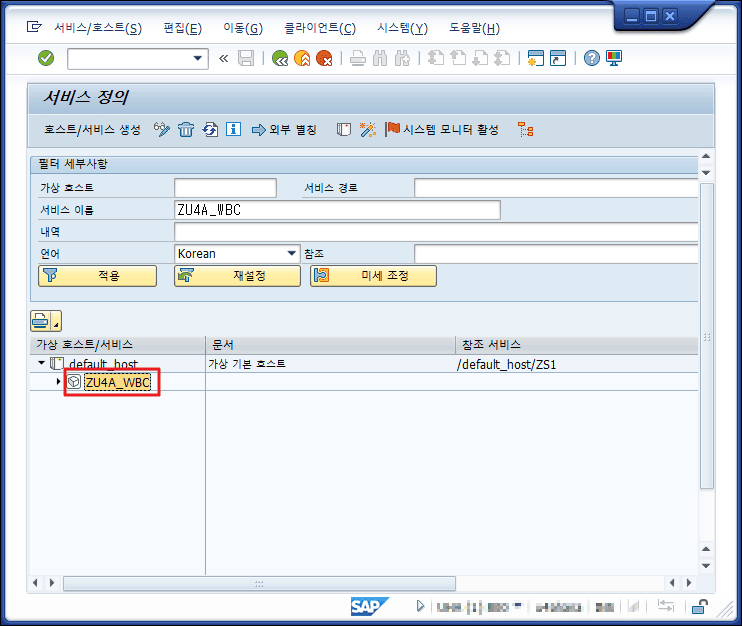 서비스/호스트(S) 편집(E) 이동(G) 클라이언트(C) 시스템(Y) 도움말(H)
서비스 정의
호스트/서비스 생성 외부 별칭 시스템 모니터 활성
필터 세부사항
가상 호스트 서비스 경로
서비스 이름 ZU4A_WBC
내역
언어 Korean 참조
적용 재설정 미세 조정
가상 호스트/서비스 문서 참조 서비스
default_host 가상 기본 호스트 /default_host/ZS1
ZU4A_WBC
SAP